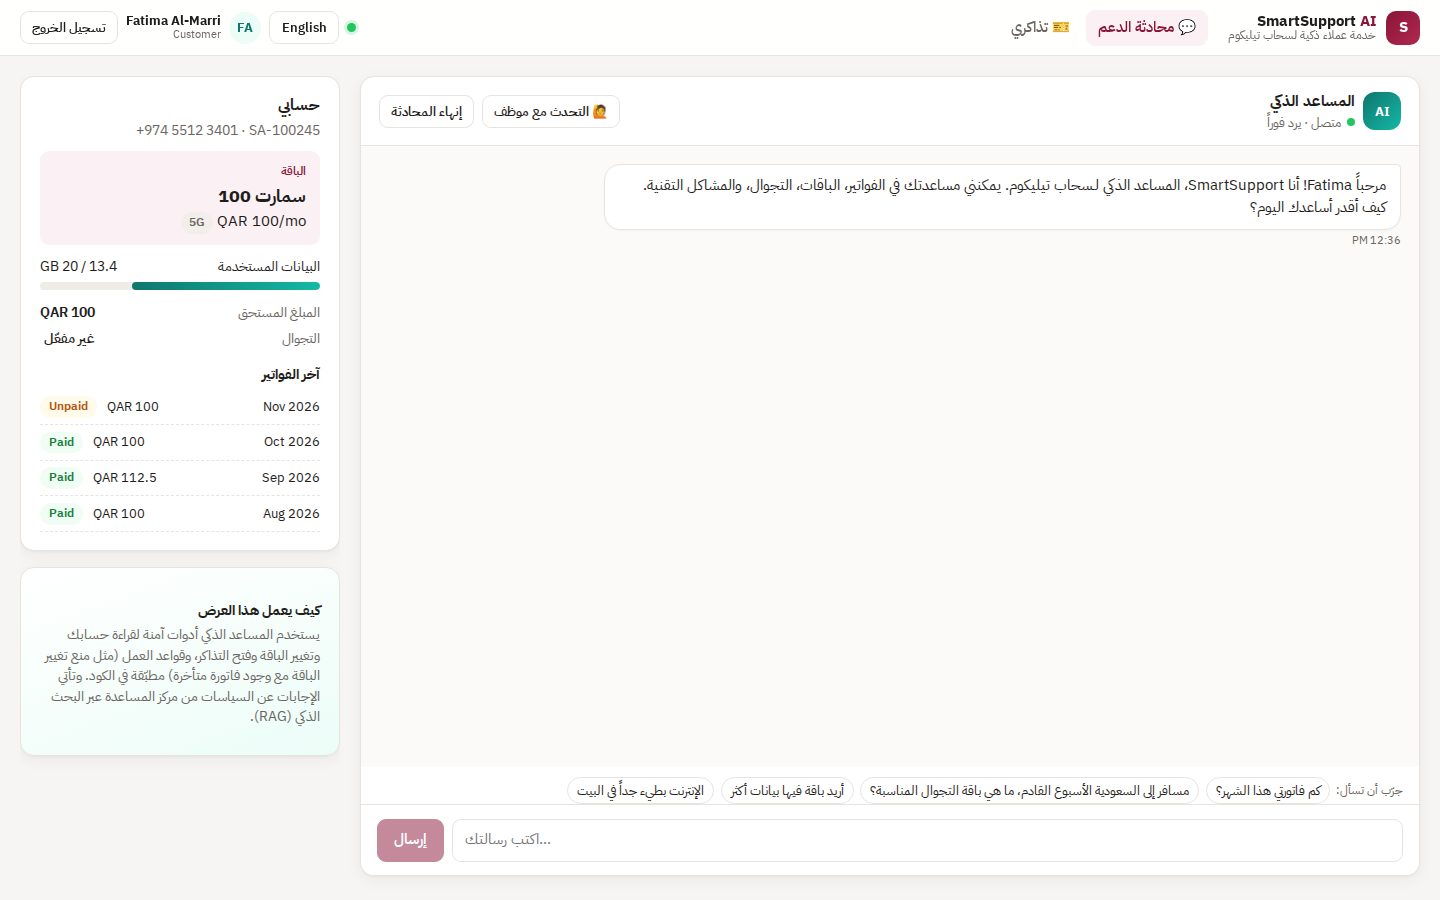 S
SmartSupport AI
خدمة عملاء ذكية لسحاب تيليكوم
💬 محادثة الدعم
🎫 تذاكري
English
FA
Fatima Al-Marri
Customer
تسجيل الخروج
AI
المساعد الذكي
متصل · يرد فوراً
🙋 التحدث مع موظف
إنهاء المحادثة
مرحباً Fatima! أنا SmartSupport، المساعد الذكي لسحاب تيليكوم. يمكنني مساعدتك في الفواتير، الباقات، التجوال، والمشاكل التقنية.
كيف أقدر أساعدك اليوم؟
12:36 PM
جرّب أن تسأل:
كم فاتورتي هذا الشهر؟
مسافر إلى السعودية الأسبوع القادم، ما هي باقة التجوال المناسبة؟
أريد باقة فيها بيانات أكثر
الإنترنت بطيء جداً في البيت
اكتب رسالتك...
إرسال
حسابي
+974 5512 3401 · SA-100245
الباقة
سمارت 100
QAR 100/mo 5G
البيانات المستخدمة
13.4 / 20 GB
المبلغ المستحق
QAR 100
التجوال
غير مفعّل
آخر الفواتير
Nov 2026 QAR 100 Unpaid
Oct 2026 QAR 100 Paid
Sep 2026 QAR 112.5 Paid
Aug 2026 QAR 100 Paid
كيف يعمل هذا العرض
يستخدم المساعد الذكي أدوات آمنة لقراءة حسابك
وتغيير الباقة وفتح التذاكر، وقواعد العمل (مثل منع تغيير
الباقة مع وجود فاتورة متأخرة) مطبّقة في الكود. وتأتي
الإجابات عن السياسات من مركز المساعدة عبر البحث
الذكي (RAG).